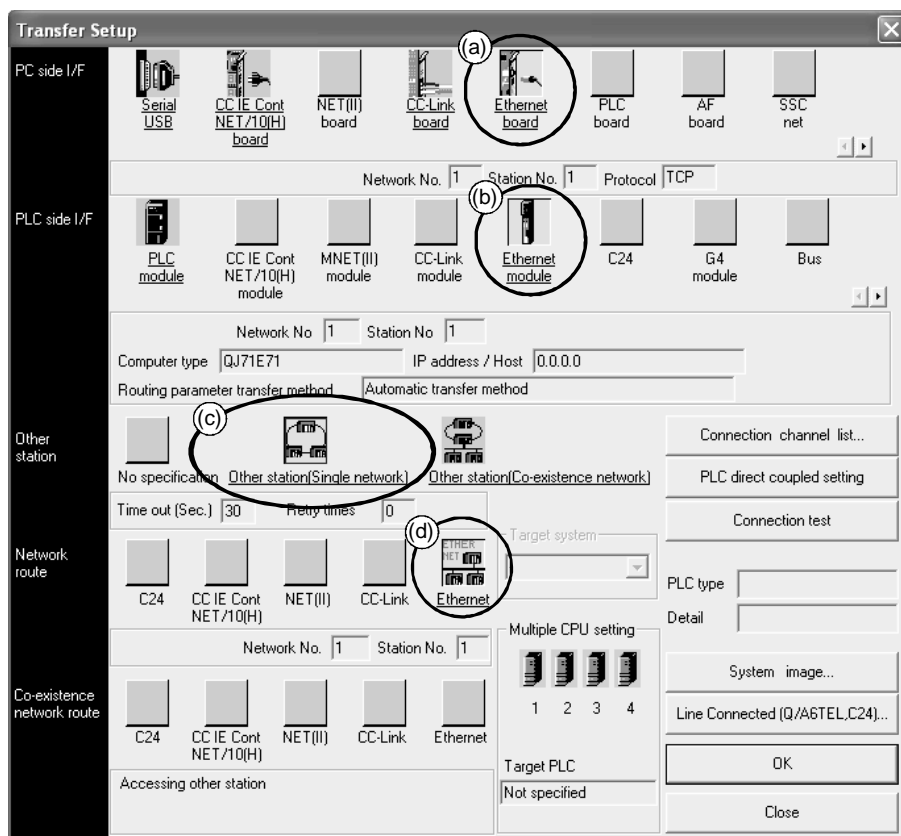 Transfer Setup
(a)
PC side I/F
Serial
USB
CC IE Cont
NET/10(H)
board
NET(II)
board
CC-Link
board
Ethernet
board
PLC
board
AF
board
SSC
net
Network No. 1 Station No. 1 Protocol TCP
(b)
PLC side I/F
PLC
module
CC IE Cont
NET/10(H)
module
MNET(II)
module
CC-Link
module
Ethernet
module
C24
G4
module
Bus
Network No 1 Station No 1
Computer type QJ71E71 IP address / Host 0.0.0.0
Routing parameter transfer method Automatic transfer method
(c)
Other
station
No specification Other station(Single network) Other station(Co-existence network)
Time out (Sec.) 30 Retry times 0
Connection channel list...
PLC direct coupled setting
Connection test
(d)
Network
route
C24
CC IE Cont
NET/10(H)
NET(II)
CC-Link
ETHER
NET
Ethernet
Target system
PLC type
Detail
Network No. 1 Station No. 1
Multiple CPU setting
1 2 3 4
System image...
Line Connected (Q/A6TEL,C24)...
Co-existence
network route
C24
CC IE Cont
NET/10(H)
NET(II)
CC-Link
Ethernet
Target PLC
Not specified
OK
Close
Accessing other station